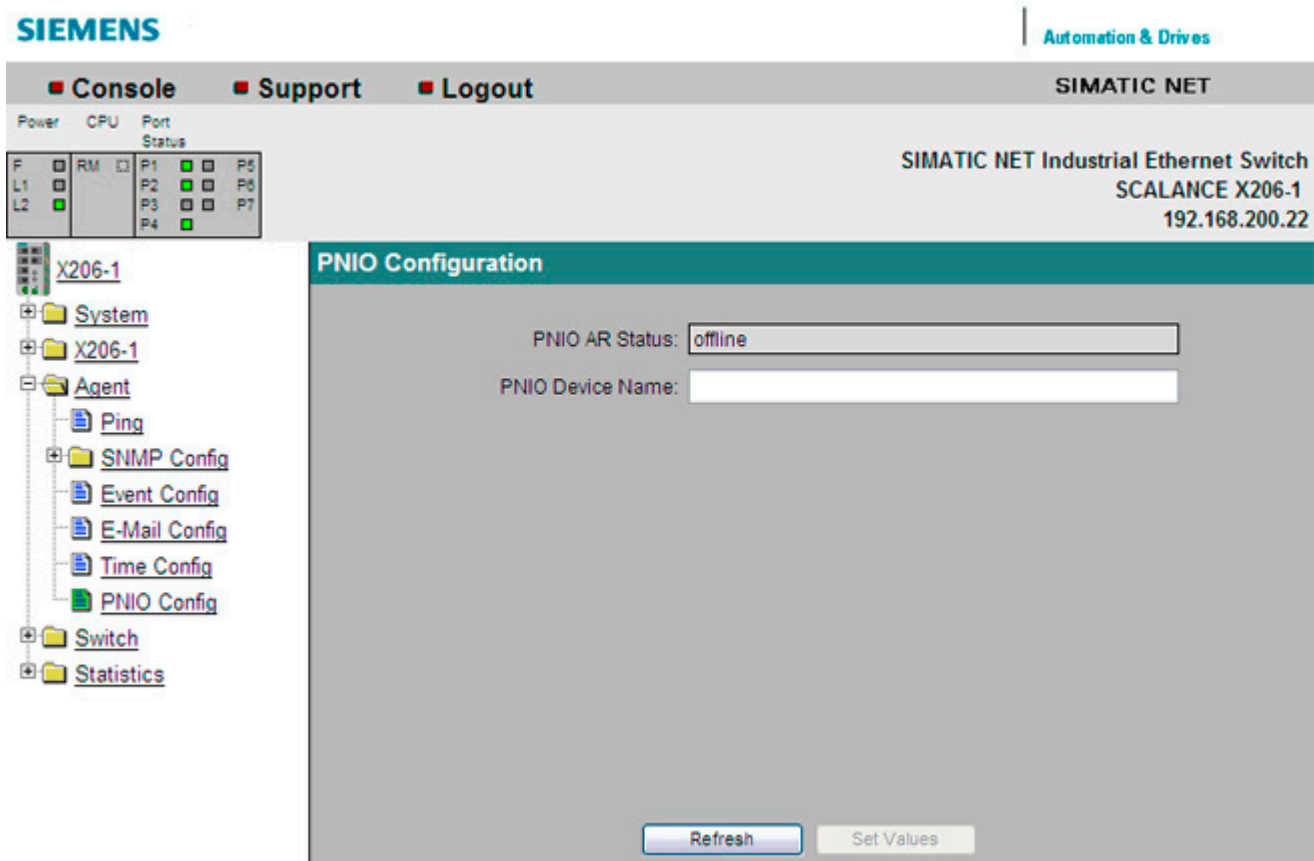 SIEMENS
Automation & Drives
Console Support Logout SIMATIC NET
Power CPU Port
Status
F RM P1 P5
L1 P2 P6
L2 P3 P7
P4
SIMATIC NET Industrial Ethernet Switch
SCALANCE X206-1
192.168.200.22
X206-1
System
X206-1
Agent
Ping
SNMP Config
Event Config
E-Mail Config
Time Config
PNIO Config
Switch
Statistics
PNIO Configuration
PNIO AR Status: offline
PNIO Device Name:
Refresh Set Values